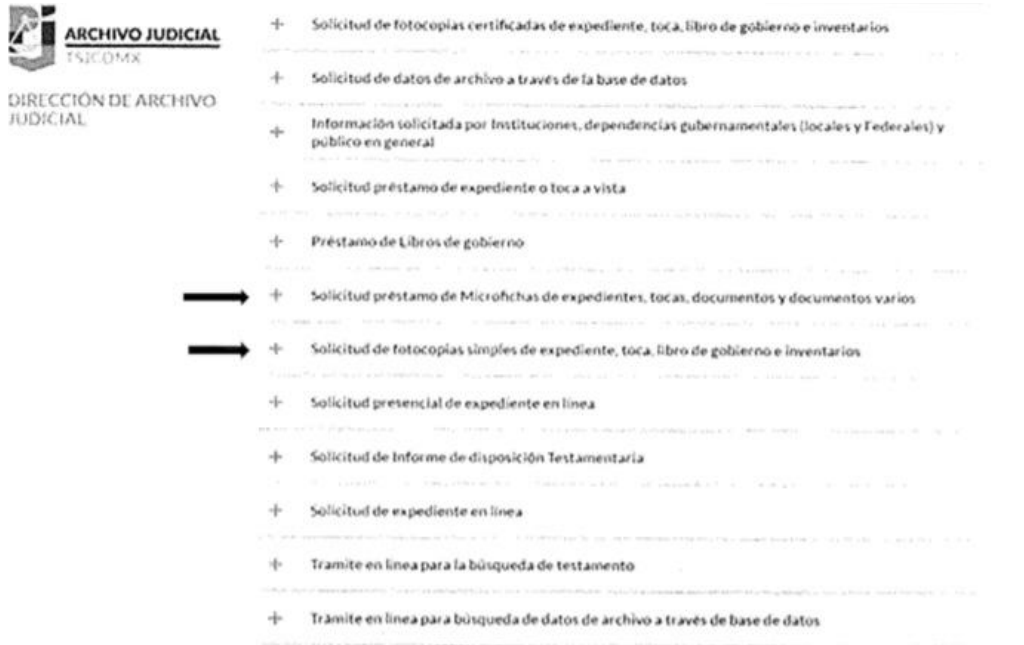 ARCHIVO JUDICIAL
TSJCDMX
DIRECCIÓN DE ARCHIVO
JUDICIAL
Solicitud de fotocopias certificadas de expediente, toca, libro de gobierno e inventarios
Solicitud de datos de archivo a través de la base de datos
Información solicitada por Instituciones, dependencias gubernamentales (locales y Federales) y
público en general
Solicitud préstamo de expediente o toca a vista
Préstamo de Libros de gobierno
Solicitud préstamo de Microfichas de expedientes, tocas, documentos y documentos varios
Solicitud de fotocopias simples de expediente, toca, libro de gobierno e inventarios
Solicitud presencial de expediente en línea
Solicitud de Informe de disposición Testamentaria
Solicitud de expediente en línea
Tramite en linea para la búsqueda de testamento
Trámite en linea para búsqueda de datos de archivo a través de base de datos